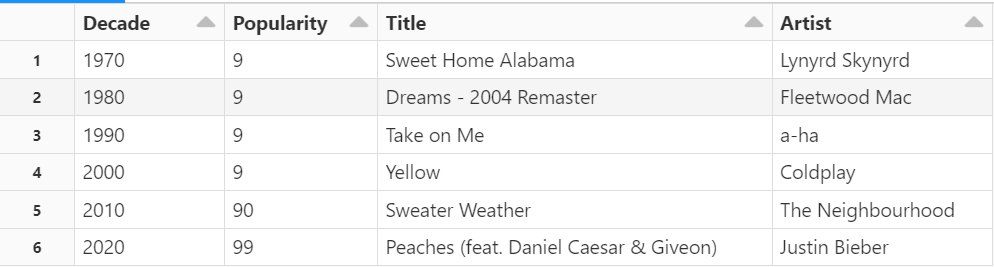 Decade Popularity Title Artist
1 1970 9 Sweet Home Alabama Lynyrd Skynyrd
2 1980 9 Dreams - 2004 Remaster Fleetwood Mac
3 1990 9 Take on Me a-ha
4 2000 9 Yellow Coldplay
5 2010 90 Sweater Weather The Neighbourhood
6 2020 99 Peaches (feat. Daniel Caesar & Giveon) Justin Bieber